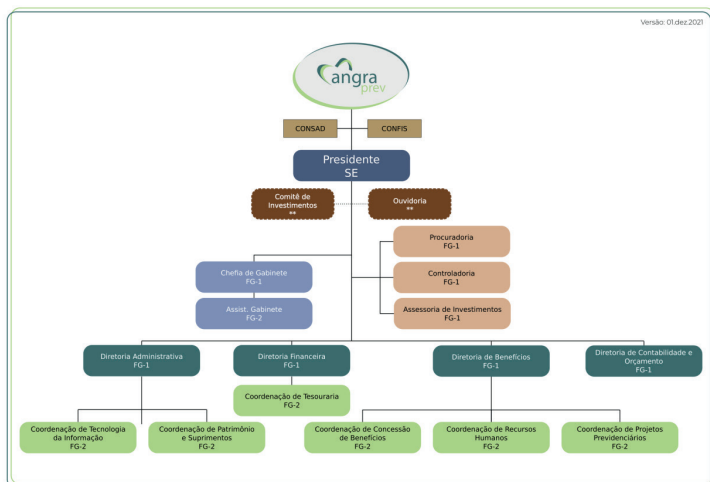 Versão: 01.dez.2021
angra
prev
CONSAD
CONFIS
Presidente
SE
Comitê de
Investimentos
**
Ouvidoria
**
Procuradoria
FG-1
Chefia de Gabinete
FG-1
Controladoria
FG-1
Assist. Gabinete
FG-2
Assessoria de Investimentos
FG-1
Diretoria Administrativa
FG-1
Diretoria Financeira
FG-1
Diretoria de Benefícios
FG-1
Diretoria de Contabilidade e
Orçamento
FG-1
Coordenação de Tesouraria
FG-2
Coordenação de Tecnologia
da Informação
FG-2
Coordenação de Patrimônio
e Suprimentos
FG-2
Coordenação de Concessão
de Benefícios
FG-2
Coordenação de Recursos
Humanos
FG-2
Coordenação de Projetos
Previdenciários
FG-2